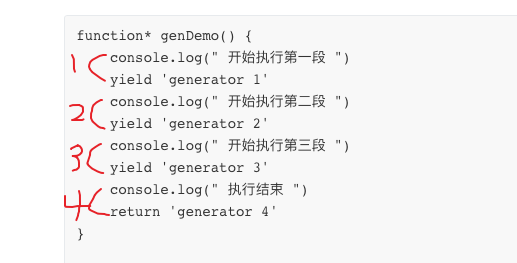 function* genDemo() {
1 console.log(" 开始执行第一段 ")
yield 'generator 1'
2 console.log(" 开始执行第二段 ")
yield 'generator 2'
3 console.log(" 开始执行第三段 ")
yield 'generator 3'
4 console.log(" 执行结束 ")
return 'generator 4'
}